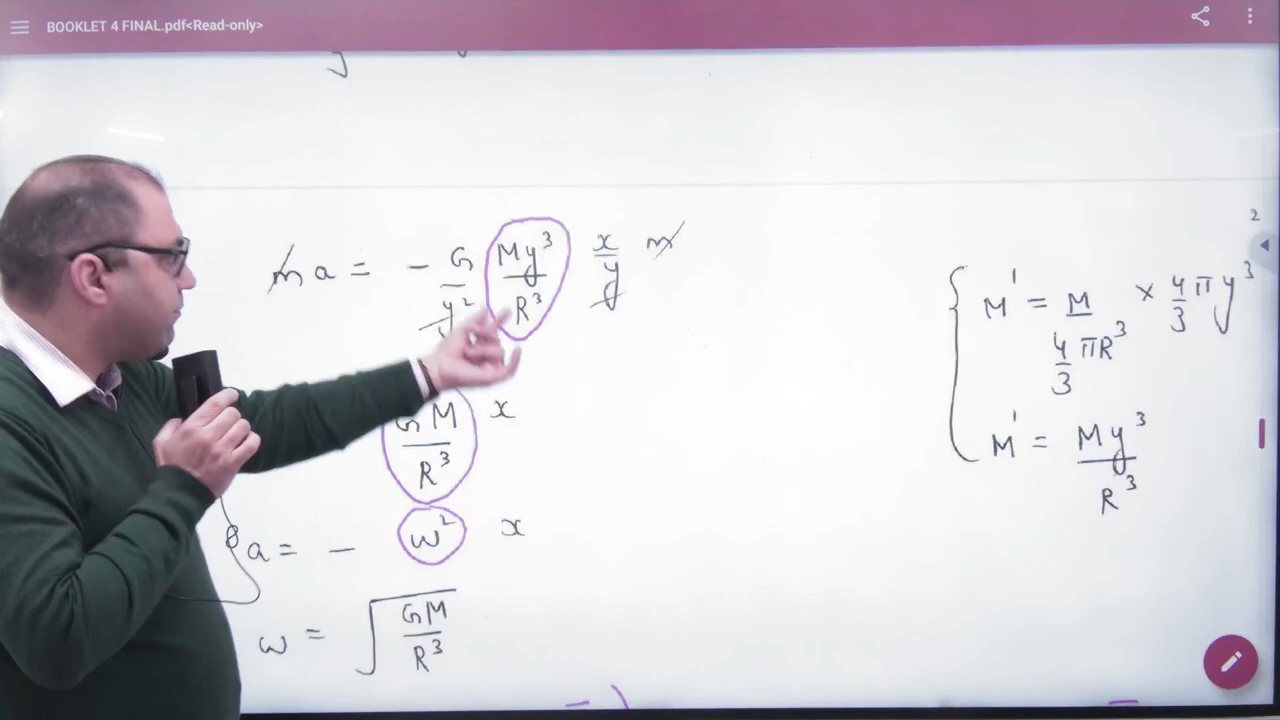 BOOKLET 4 FINAL.pdf<Read-only>
ma = - G/y² My³/R³ x/y m
GM/R³ x
a = - ω² x
ω = √GM/R³
2
M' = M/(4/3 πR³) × 4/3 πy³
M' = My³/R³